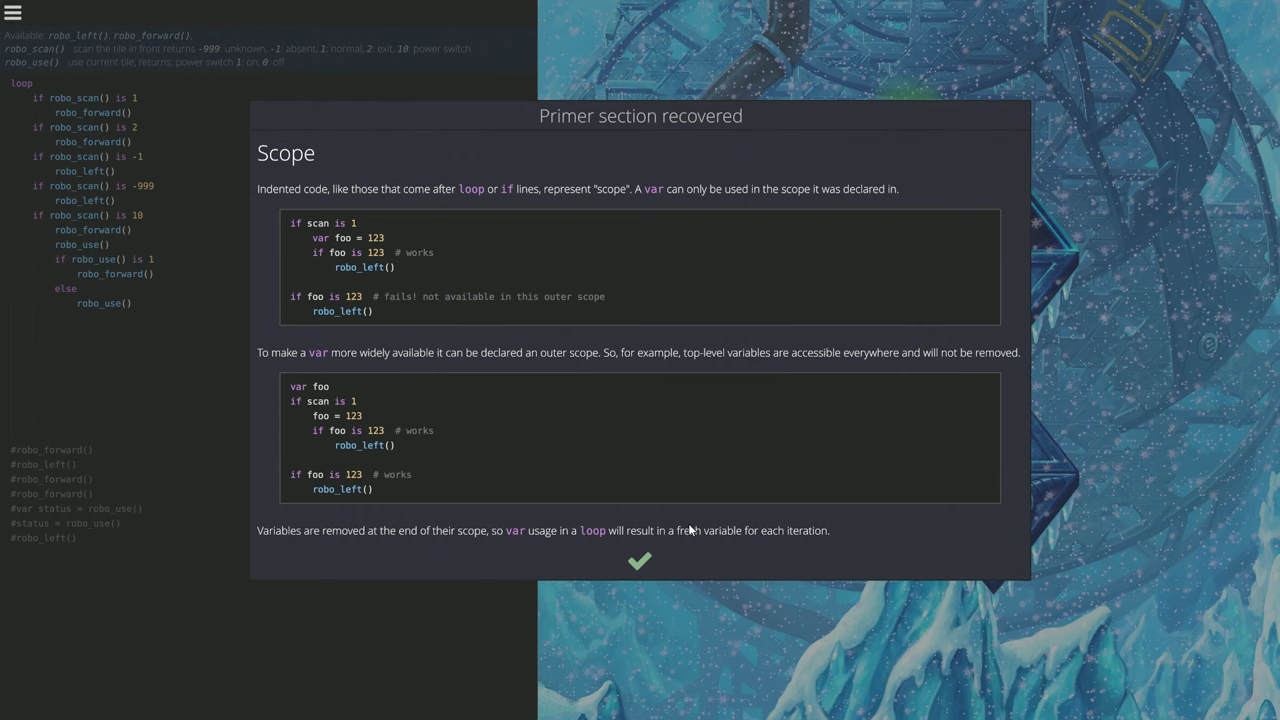 Available: robo_left(), robo_forward(),
robo_scan() scan the tile in front returns -999: unknown, -1: absent, 1: normal, 2: exit, 10: power switch
robo_use() use current tile, returns: power switch 1: on, 0: off
loop
if robo_scan() is 1
robo_forward()
if robo_scan() is 2
robo_forward()
if robo_scan() is -1
robo_left()
if robo_scan() is -999
robo_left()
if robo_scan() is 10
robo_forward()
robo_use()
if robo_use() is 1
robo_forward()
else
robo_use()
#robo_forward()
#robo_left()
#robo_forward()
#robo_forward()
#var status = robo_use()
#status = robo_use()
#robo_left()
Primer section recovered
Scope
Indented code, like those that come after loop or if lines, represent "scope". A var can only be used in the scope it was declared in.
if scan is 1
var foo = 123
if foo is 123 # works
robo_left()
if foo is 123 # fails! not available in this outer scope
robo_left()
To make a var more widely available it can be declared an outer scope. So, for example, top-level variables are accessible everywhere and will not be removed.
var foo
if scan is 1
foo = 123
if foo is 123 # works
robo_left()
if foo is 123 # works
robo_left()
Variables are removed at the end of their scope, so var usage in a loop will result in a fresh variable for each iteration.